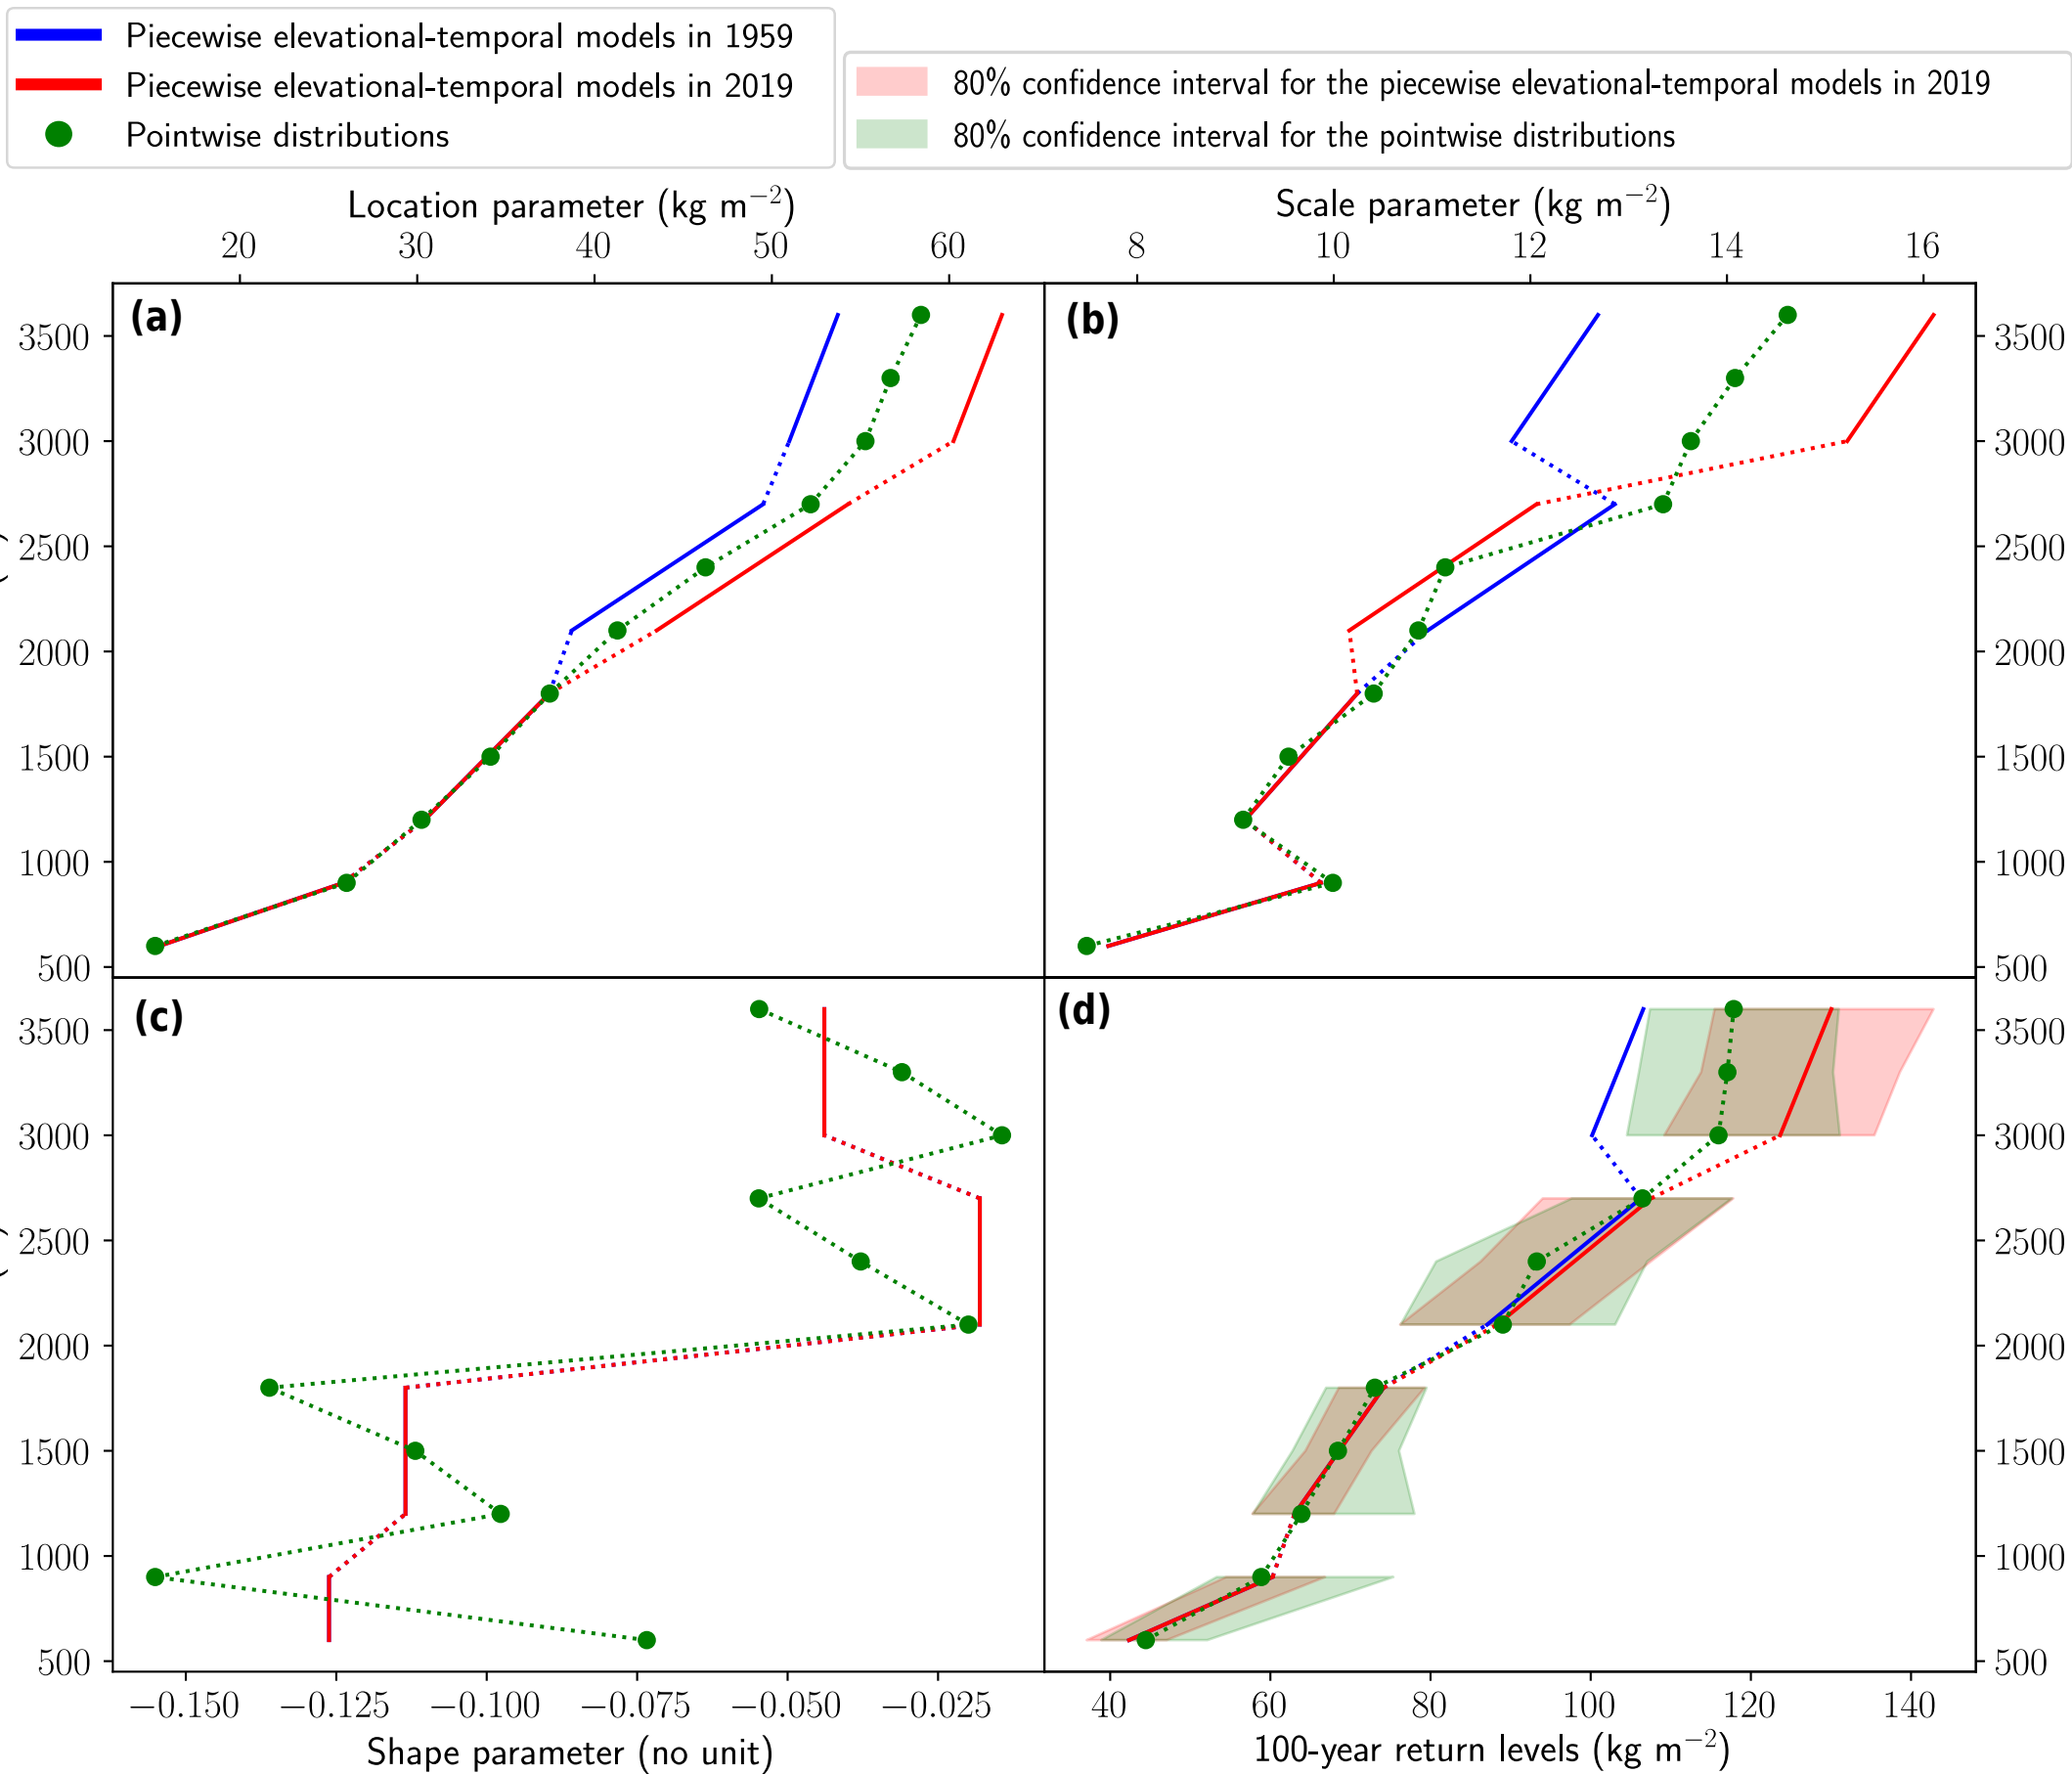 Piecewise elevational-temporal models in 1959
Piecewise elevational-temporal models in 2019
Pointwise distributions
80% confidence interval for the piecewise elevational-temporal models in 2019
80% confidence interval for the pointwise distributions
Location parameter (kg m⁻²)
Scale parameter (kg m⁻²)
20 30 40 50 60
8 10 12 14 16
(a)
(b)
3500 3500
3000 3000
2500 2500
2000 2000
1500 1500
1000 1000
500 500
(c)
(d)
3500 3500
3000 3000
2500 2500
2000 2000
1500 1500
1000 1000
500 500
−0.150 −0.125 −0.100 −0.075 −0.050 −0.025
40 60 80 100 120 140
Shape parameter (no unit)
100-year return levels (kg m⁻²)